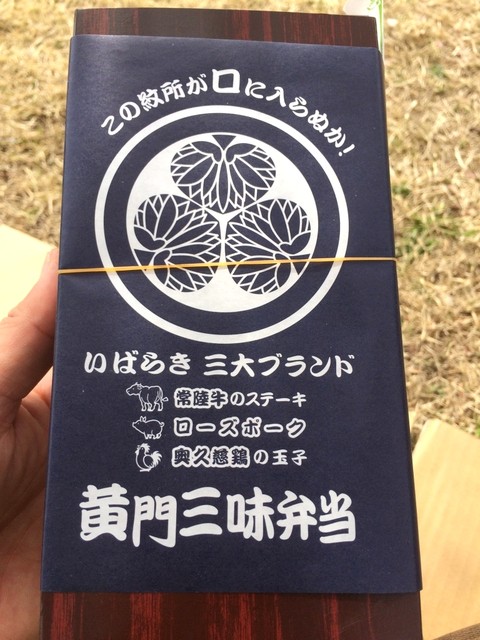 この紋所が口に入らぬか!
いばらき 三大ブランド
常陸牛のステーキ
ローズポーク
奥久慈鶏の玉子
黄門三味弁当